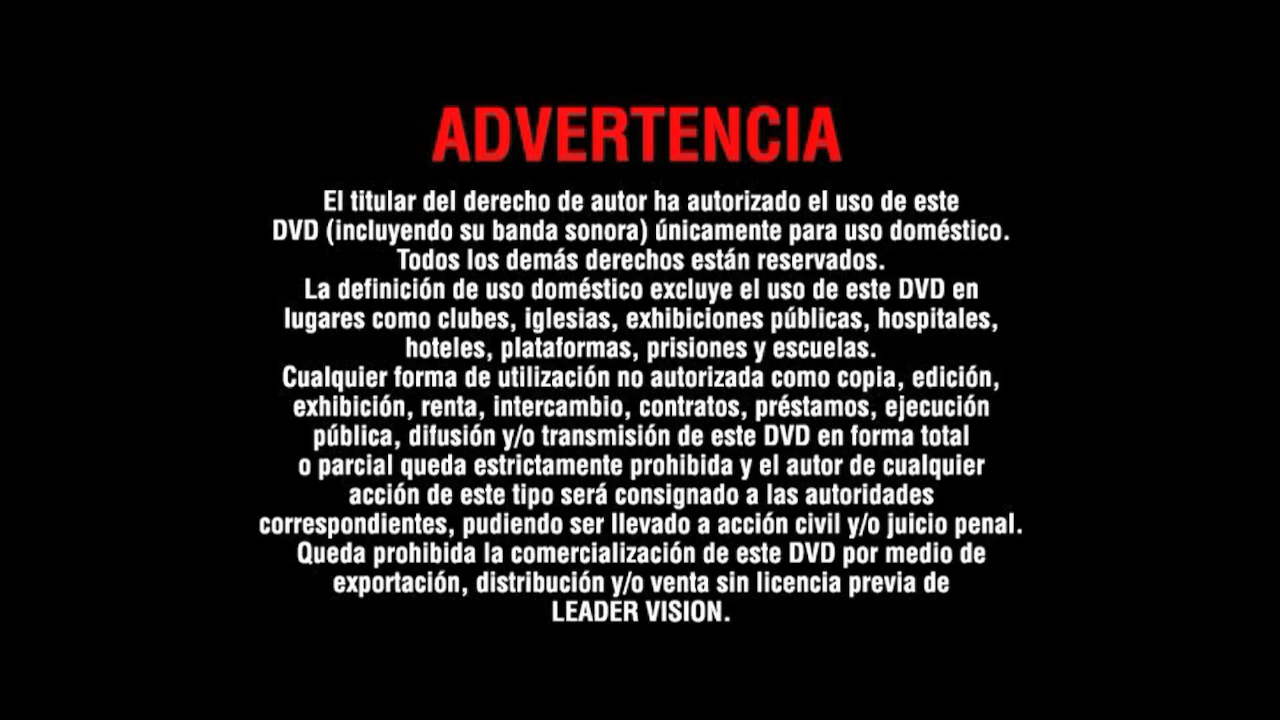 ADVERTENCIA
El titular del derecho de autor ha autorizado el uso de este
DVD (incluyendo su banda sonora) únicamente para uso doméstico.
Todos los demás derechos están reservados.
La definición de uso doméstico excluye el uso de este DVD en
lugares como clubes, iglesias, exhibiciones públicas, hospitales,
hoteles, plataformas, prisiones y escuelas.
Cualquier forma de utilización no autorizada como copia, edición,
exhibición, renta, intercambio, contratos, préstamos, ejecución
pública, difusión y/o transmisión de este DVD en forma total
o parcial queda estrictamente prohibida y el autor de cualquier
acción de este tipo será consignado a las autoridades
correspondientes, pudiendo ser llevado a acción civil y/o juicio penal.
Queda prohibida la comercialización de este DVD por medio de
exportación, distribución y/o venta sin licencia previa de
LEADER VISION.